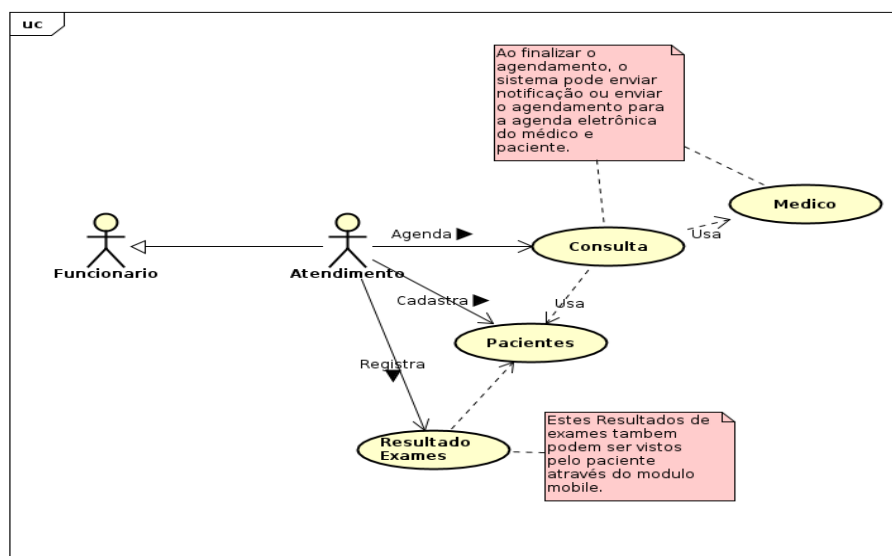 uc
Ao finalizar o
agendamento, o
sistema pode enviar
notificação ou enviar
o agendamento para
a agenda eletrônica
do médico e
paciente.
Medico
Agenda
Usa
Consulta
Funcionario
Atendimento
Cadastra
Usa
Pacientes
Registra
Resultado
Exames
Estes Resultados de
exames tambem
podem ser vistos
pelo paciente
através do modulo
mobile.